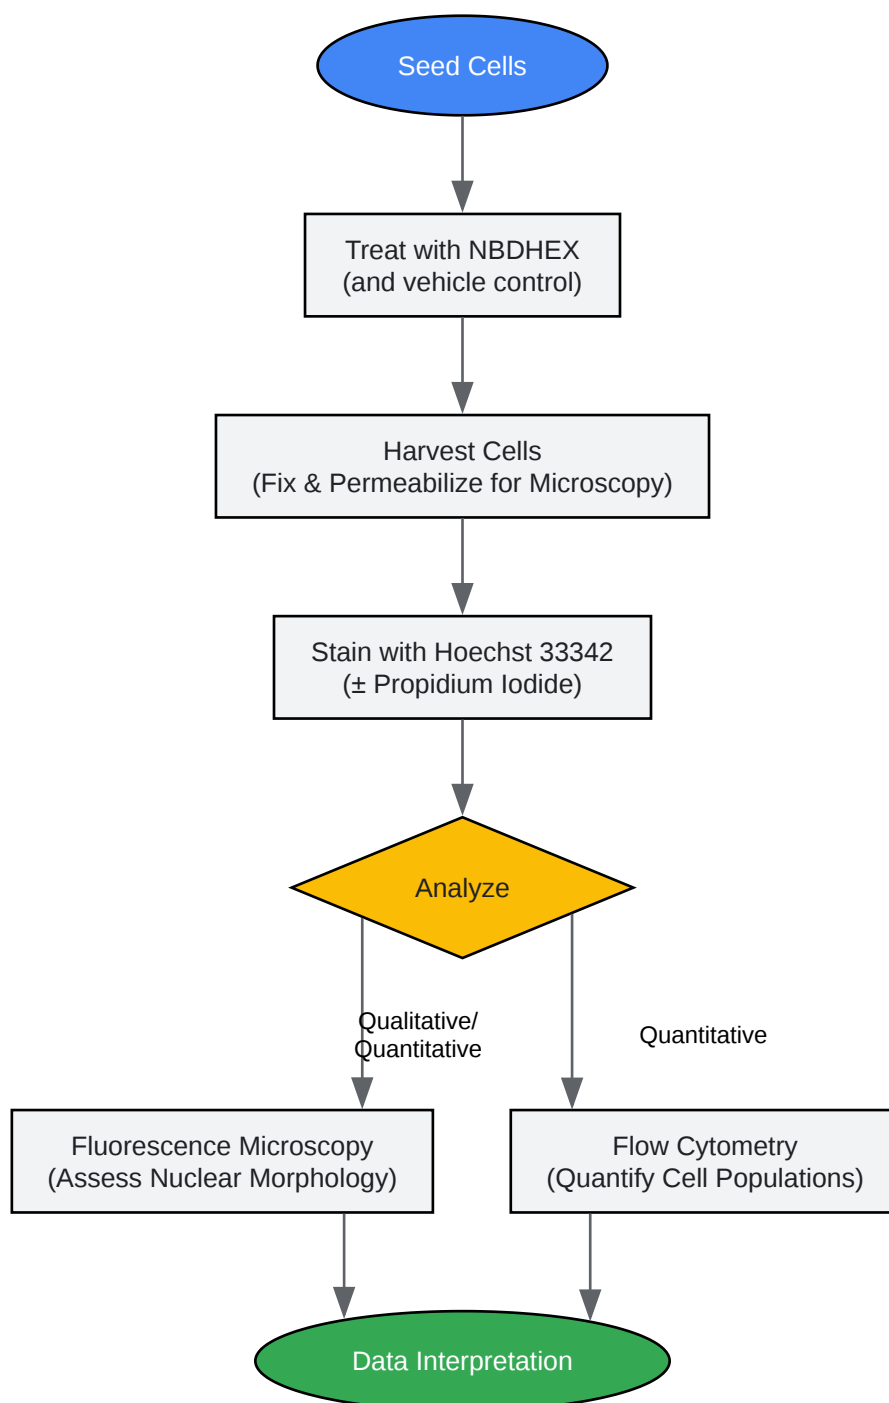 Seed Cells
Treat with NBDHEX
(and vehicle control)
Harvest Cells
(Fix & Permeabilize for Microscopy)
Stain with Hoechst 33342
(± Propidium Iodide)
Analyze
Qualitative/
Quantitative
Quantitative
Fluorescence Microscopy
(Assess Nuclear Morphology)
Flow Cytometry
(Quantify Cell Populations)
Data Interpretation